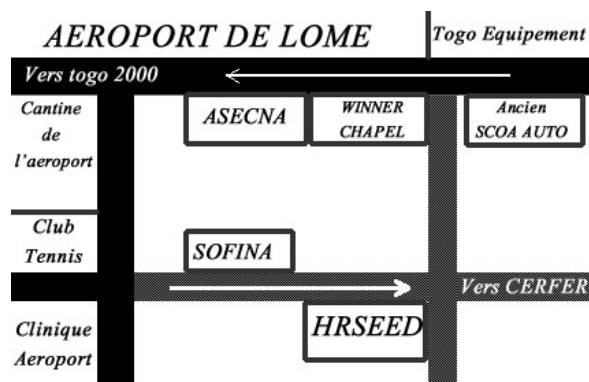 AEROPORT DE LOME
Togo Equipement
Vers togo 2000
Cantine
de
l'aeroport
ASECNA
WINNER
CHAPEL
Ancien
SCOA AUTO
Club
Tennis
SOFINA
Vers CERFER
Clinique
Aeroport
HRSEED